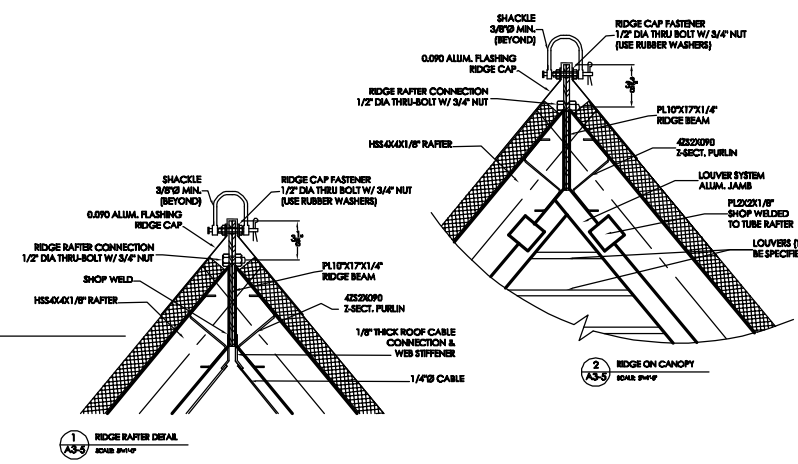 SHACKLE
3/8"Ø MIN.
(BEYOND)
RIDGE CAP FASTENER
1/2" DIA THRU BOLT W/ 3/4" NUT
(USE RUBBER WASHERS)
0.090 ALUM. FLASHING
RIDGE CAP
RIDGE RAFTER CONNECTION
1/2" DIA THRU-BOLT W/ 3/4" NUT
SHOP WELD
HSS4X4X1/8" RAFTER
PL10"X17"X1/4"
RIDGE BEAM
4ZS2X090
Z-SECT. PURLIN
1/8" THICK ROOF CABLE
CONNECTION &
WEB STIFFENER
1/4"Ø CABLE
1
A3-5
RIDGE RAFTER DETAIL
SHACKLE
3/8"Ø MIN.
(BEYOND)
RIDGE CAP FASTENER
1/2" DIA THRU BOLT W/ 3/4" NUT
(USE RUBBER WASHERS)
0.090 ALUM. FLASHING
RIDGE CAP
RIDGE RAFTER CONNECTION
1/2" DIA THRU-BOLT W/ 3/4" NUT
HSS4X4X1/8" RAFTER
PL10"X17"X1/4"
RIDGE BEAM
4ZS2X090
Z-SECT. PURLIN
LOUVER SYSTEM
ALUM. JAMB
PL2X2X1/8"
SHOP WELDED
TO TUBE RAFTER
LOUVERS
BE SPECIFIE
2
A3-5
RIDGE ON CANOPY